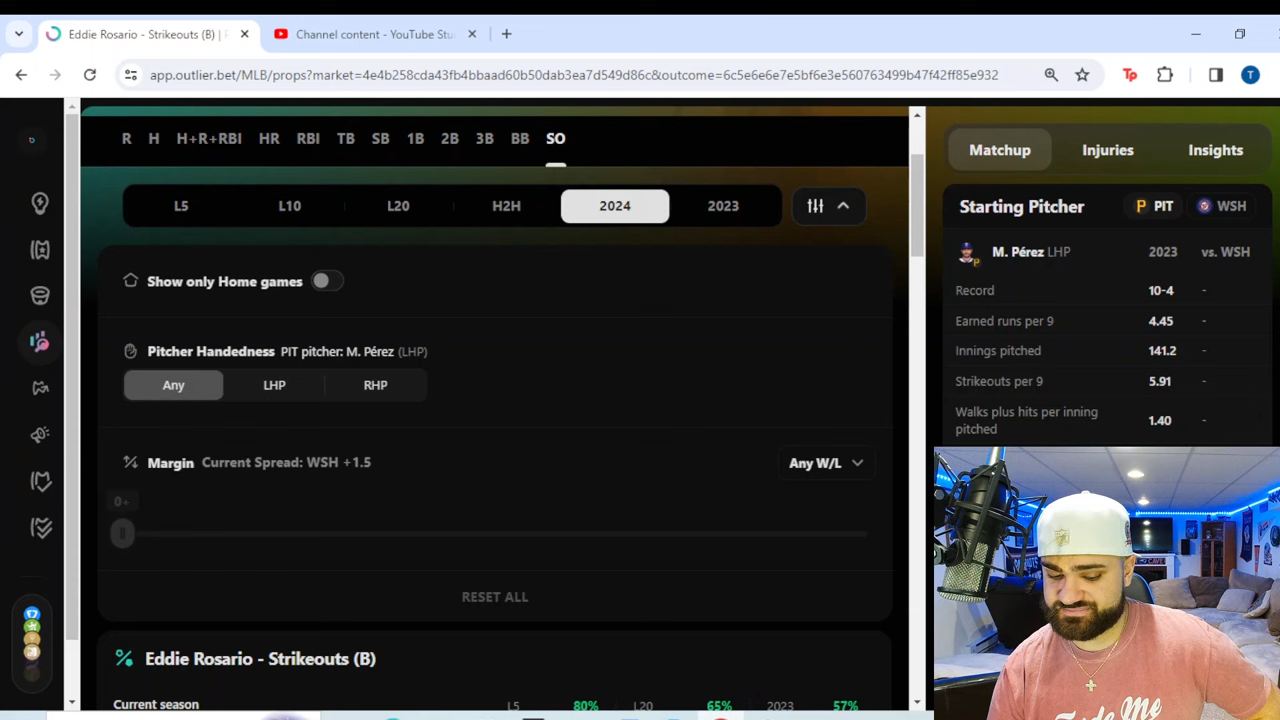 Eddie Rosario - Strikeouts (B) |
Channel content - YouTube Stu
app.outlier.bet/MLB/props?market=
T
R H H+R+RBI HR RBI TB SB 1B 2B 3B BB SO
L5 L10 L20 H2H 2024 2023
Show only Home games
Pitcher Handedness PIT pitcher: M. Pérez (LHP)
Any LHP RHP
Margin Current Spread: WSH +1.5 Any W/L
0+
RESET ALL
Eddie Rosario - Strikeouts (B)
Current season L5 80% L20 65% 2023 57%
Matchup Injuries Insights
Starting Pitcher P PIT WSH
M. Pérez LHP 2023 vs. WSH
Record 10-4 -
Earned runs per 9 4.45 -
Innings pitched 141.2 -
Strikeouts per 9 5.91 -
Walks plus hits per inning
pitched 1.40 -